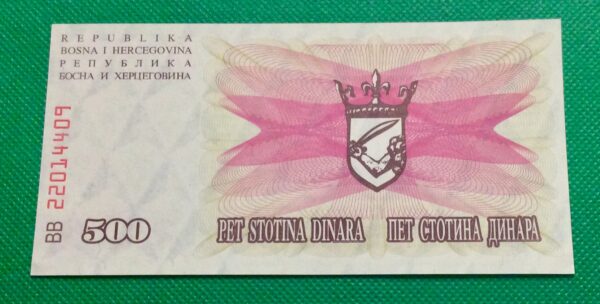 REPUBLIKA
BOSNA I HERCEGOVINA
РЕПУБЛИКА
БОСНА И ХЕРЦЕГОВИНА
BB 22014409
500
PET STOTINA DINARA ПЕТ СТОТИНА ДИНАРА